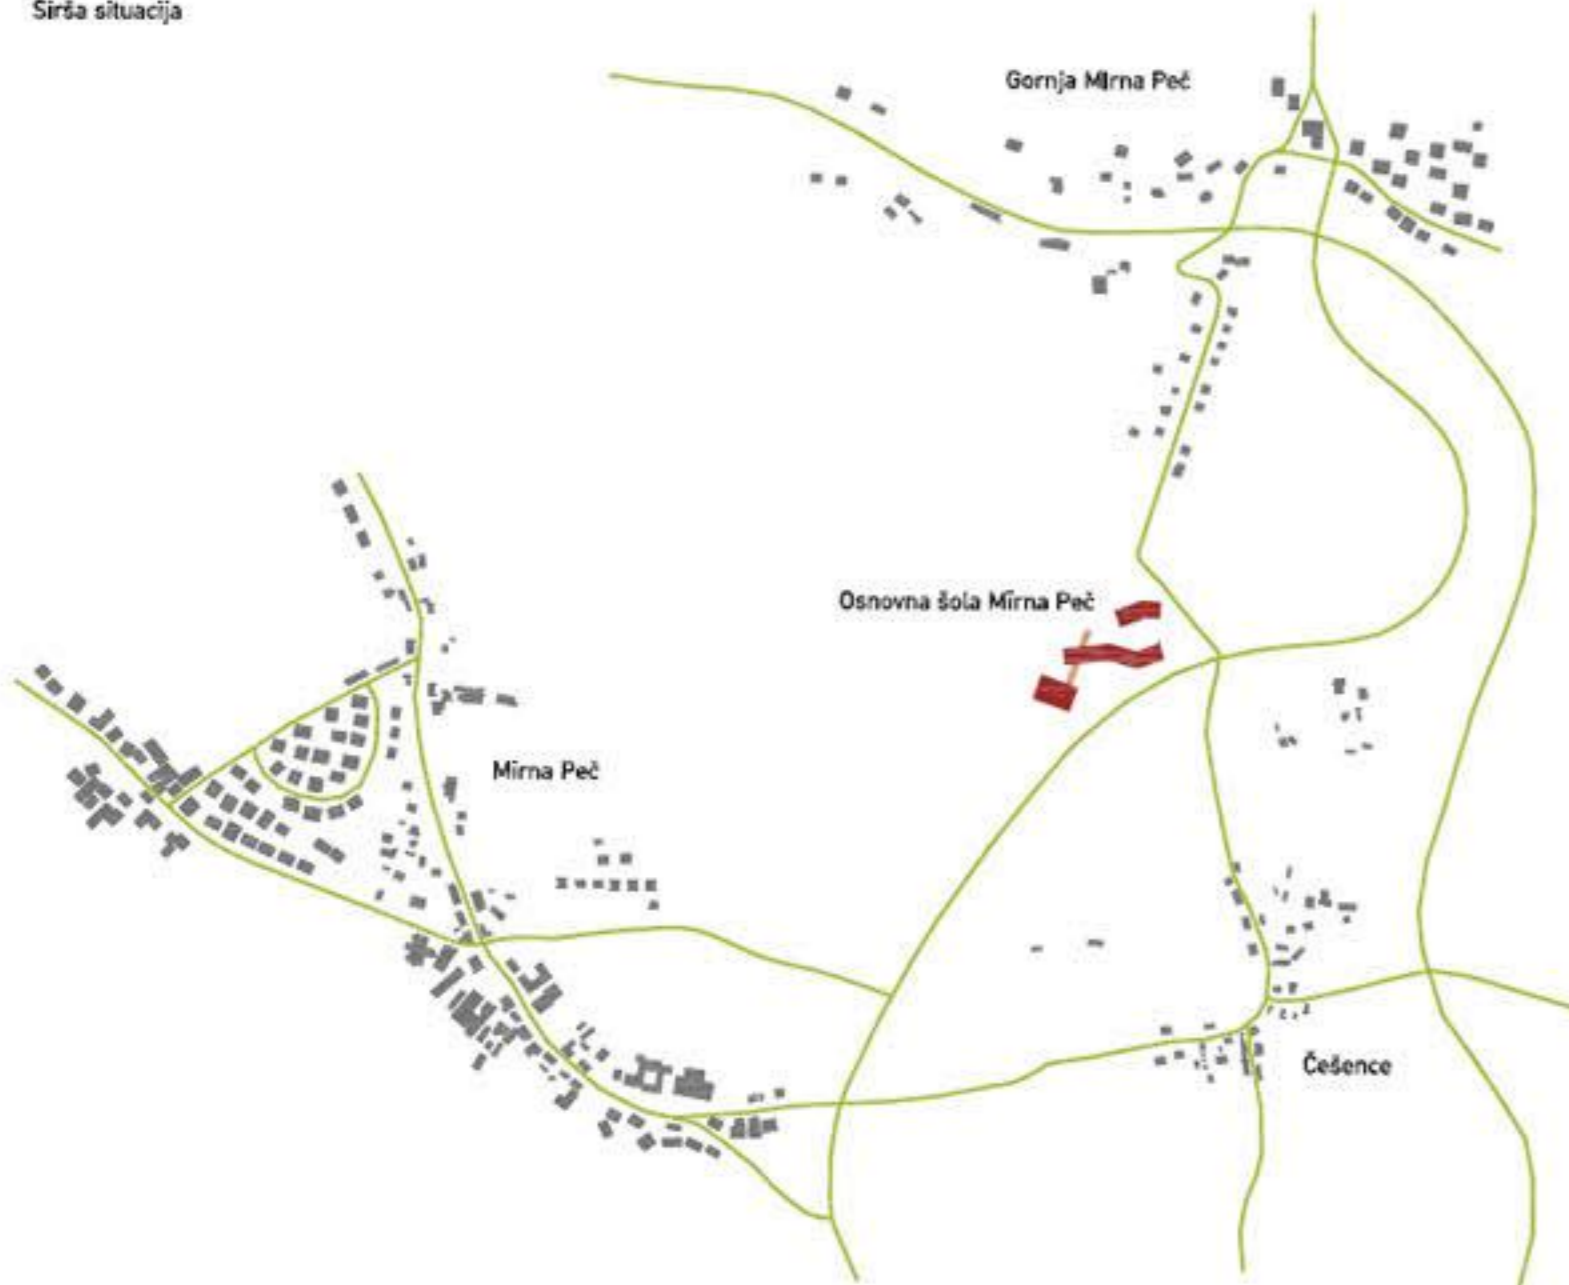 Širša situacija
Gornja Mirna Peč
Osnovna šola Mirna Peč
Mirna Peč
Češence